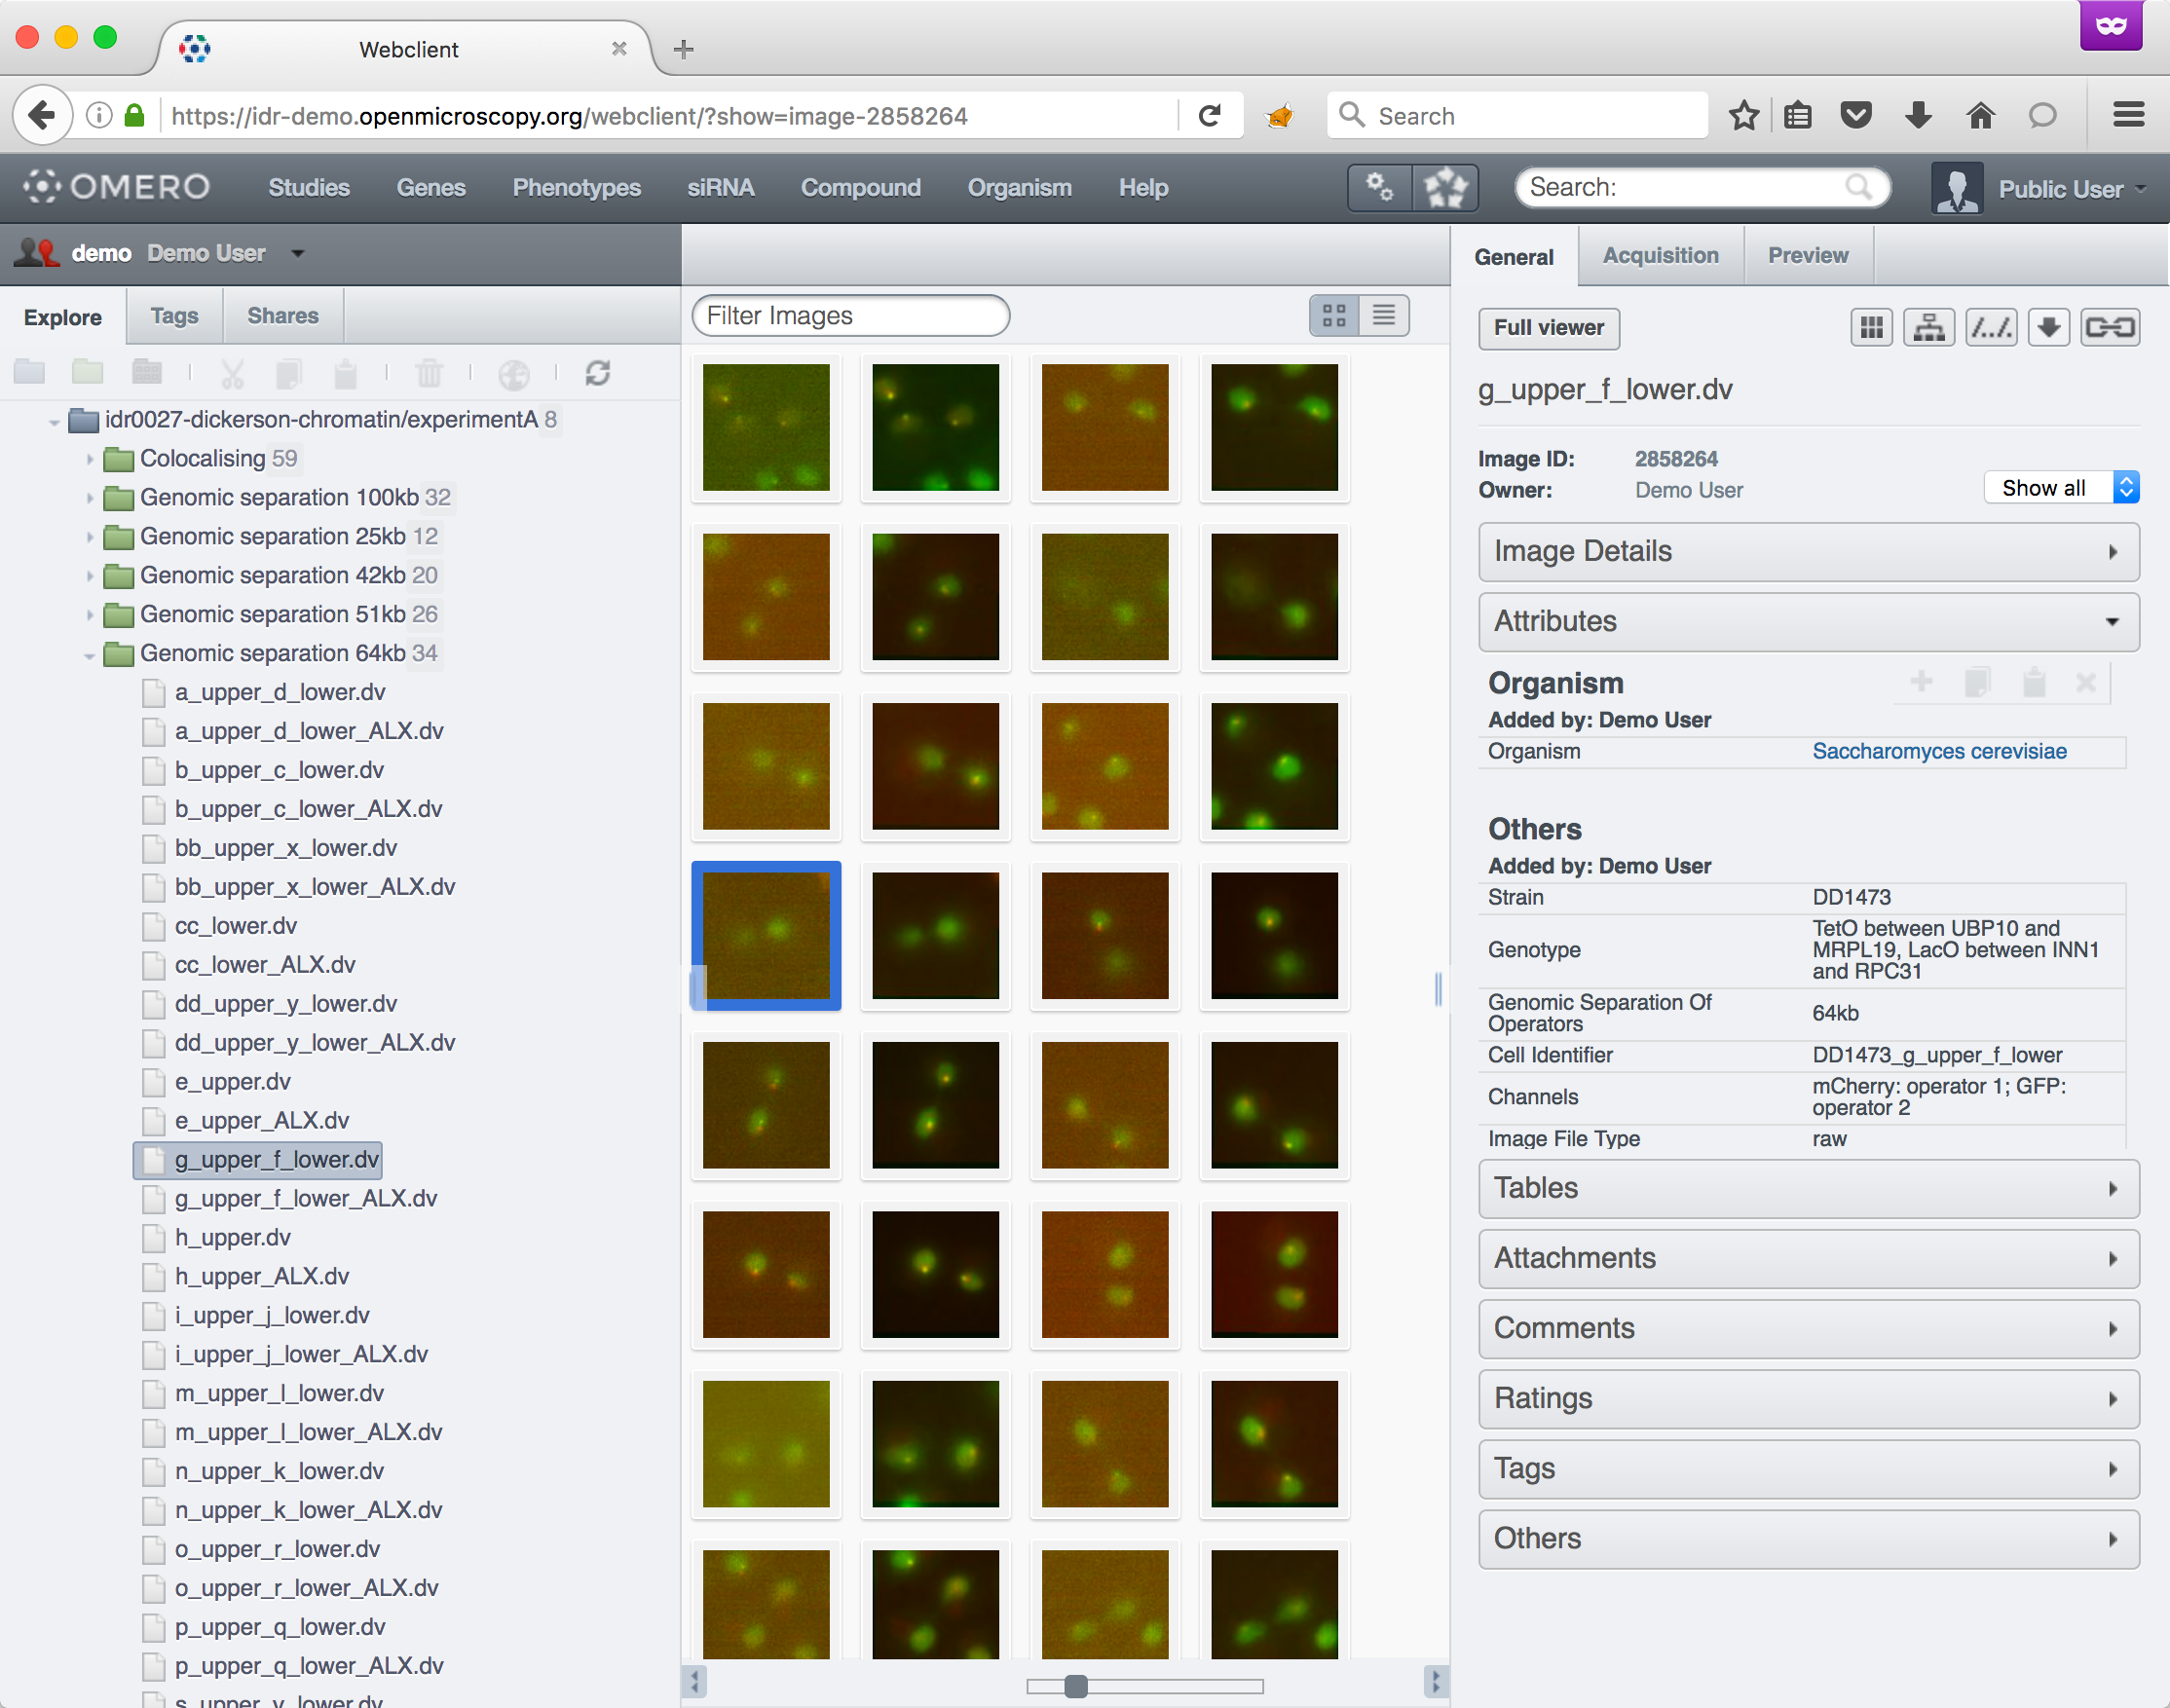 Webclient
https://idr-demo.openmicroscopy.org/webclient/?show=image-2858264
Search
OMERO
Studies
Genes
Phenotypes
siRNA
Compound
Organism
Help
Search:
Public User
demo Demo User
Explore
Tags
Shares
idr0027-dickerson-chromatin/experimentA 8
Colocalising 59
Genomic separation 100kb 32
Genomic separation 25kb 12
Genomic separation 42kb 20
Genomic separation 51kb 26
Genomic separation 64kb 34
a_upper_d_lower.dv
a_upper_d_lower_ALX.dv
b_upper_c_lower.dv
b_upper_c_lower_ALX.dv
bb_upper_x_lower.dv
bb_upper_x_lower_ALX.dv
cc_lower.dv
cc_lower_ALX.dv
dd_upper_y_lower.dv
dd_upper_y_lower_ALX.dv
e_upper.dv
e_upper_ALX.dv
g_upper_f_lower.dv
g_upper_f_lower_ALX.dv
h_upper.dv
h_upper_ALX.dv
i_upper_j_lower.dv
i_upper_j_lower_ALX.dv
m_upper_l_lower.dv
m_upper_l_lower_ALX.dv
n_upper_k_lower.dv
n_upper_k_lower_ALX.dv
o_upper_r_lower.dv
o_upper_r_lower_ALX.dv
p_upper_q_lower.dv
p_upper_q_lower_ALX.dv
Filter Images
General
Acquisition
Preview
Full viewer
g_upper_f_lower.dv
Image ID: 2858264
Owner: Demo User
Show all
Image Details
Attributes
Organism
Added by: Demo User
Organism Saccharomyces cerevisiae
Others
Added by: Demo User
Strain DD1473
Genotype TetO between UBP10 and
MRPL19, LacO between INN1
and RPC31
Genomic Separation Of
Operators 64kb
Cell Identifier DD1473_g_upper_f_lower
Channels mCherry: operator 1; GFP:
operator 2
Image File Type raw
Tables
Attachments
Comments
Ratings
Tags
Others